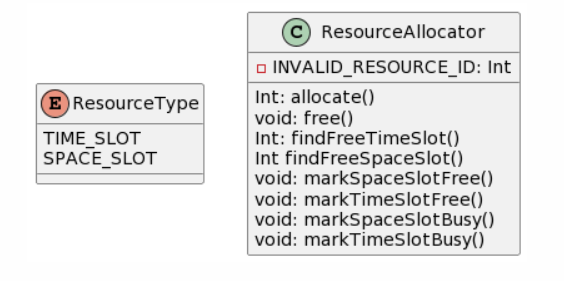 E ResourceType
TIME_SLOT
SPACE_SLOT
C ResourceAllocator
INVALID_RESOURCE_ID: Int
Int: allocate()
void: free()
Int: findFreeTimeSlot()
Int findFreeSpaceSlot()
void: markSpaceSlotFree()
void: markTimeSlotFree()
void: markSpaceSlotBusy()
void: markTimeSlotBusy()